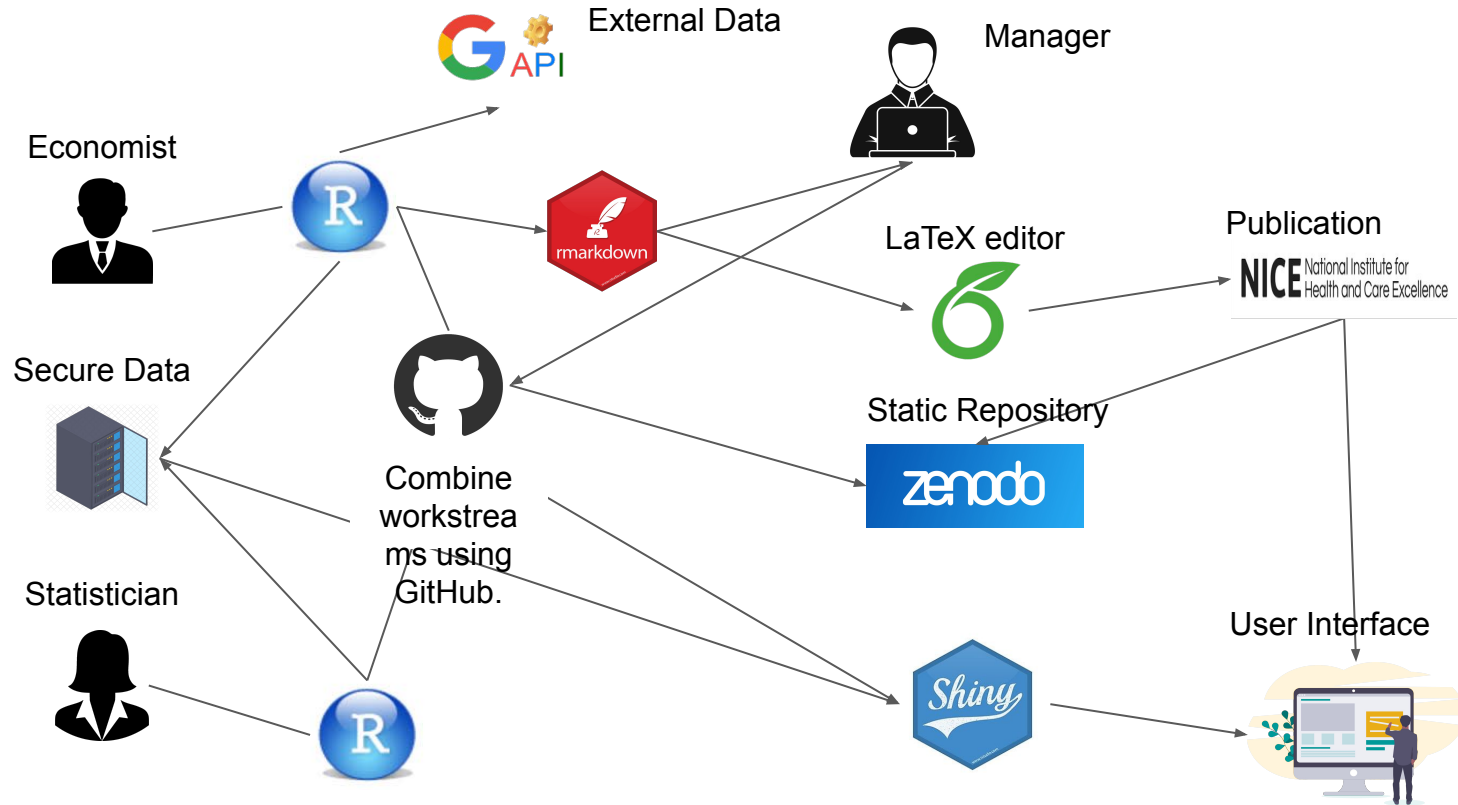 External Data
API
Manager
Economist
R
rmarkdown
LaTeX editor
Publication
NICE National Institute for
Health and Care Excellence
Secure Data
Static Repository
zenodo
Combine
workstrea
ms using
GitHub.
Statistician
User Interface
Shiny
R